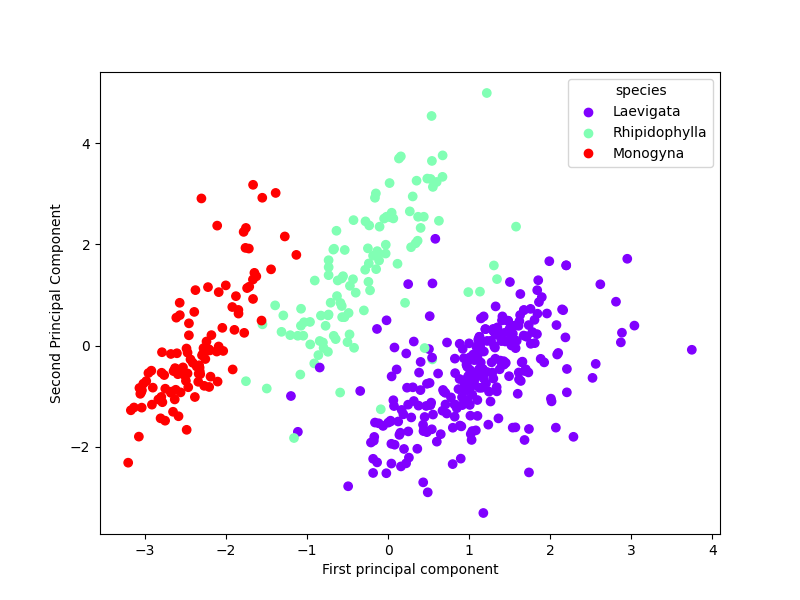 species
Laevigata
Rhipidophylla
Monogyna
4
2
0
−2
Second Principal Component
−3
−2
−1
0
1
2
3
4
First principal component